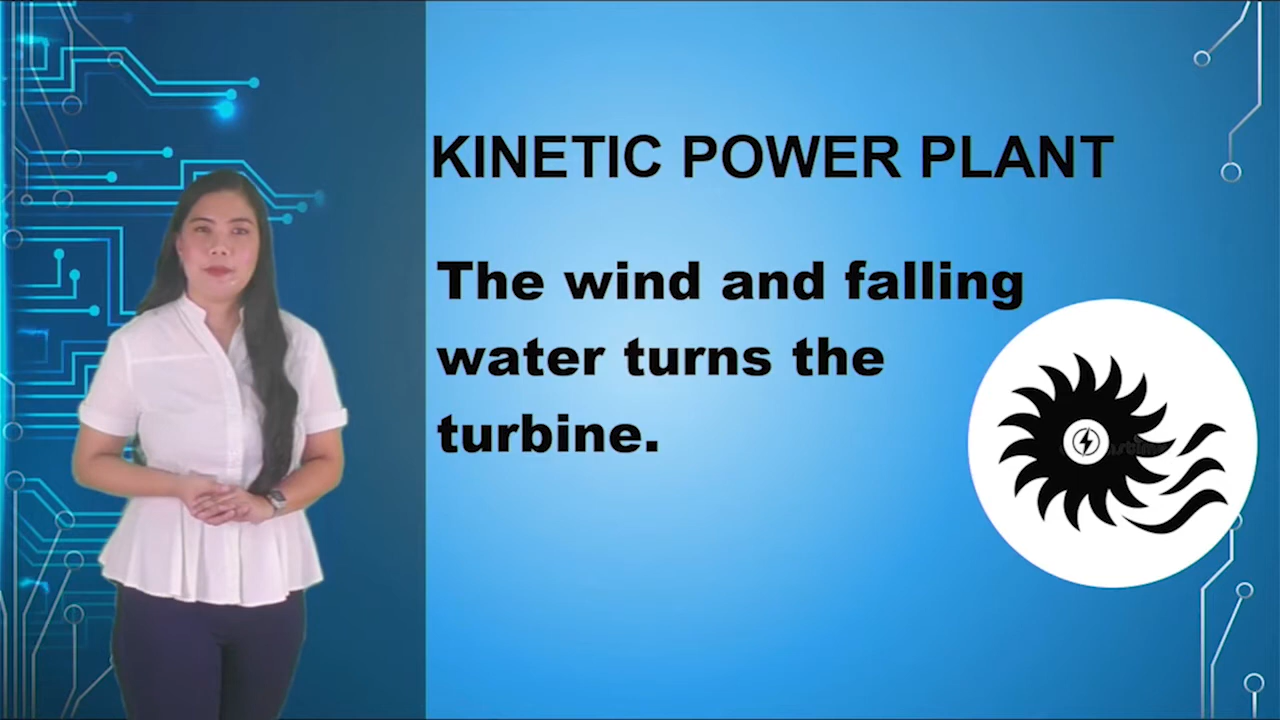 KINETIC POWER PLANT
The wind and falling
water turns the
turbine.